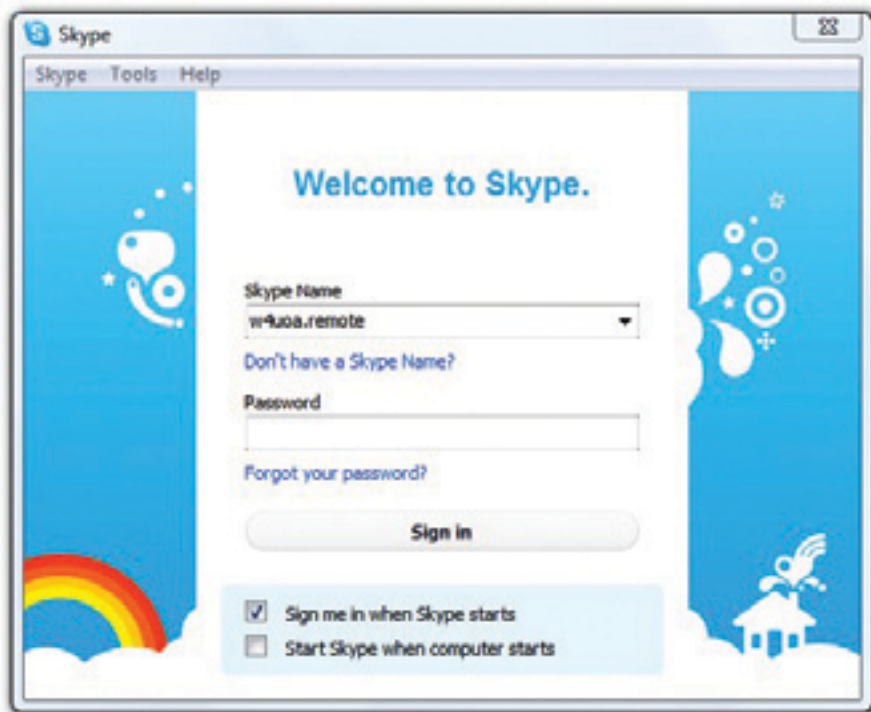 Skype
Skype Tools Help
Welcome to Skype.
Skype Name
w4uoa.remote
Don't have a Skype Name?
Password
Forgot your password?
Sign in
Sign me in when Skype starts
Start Skype when computer starts